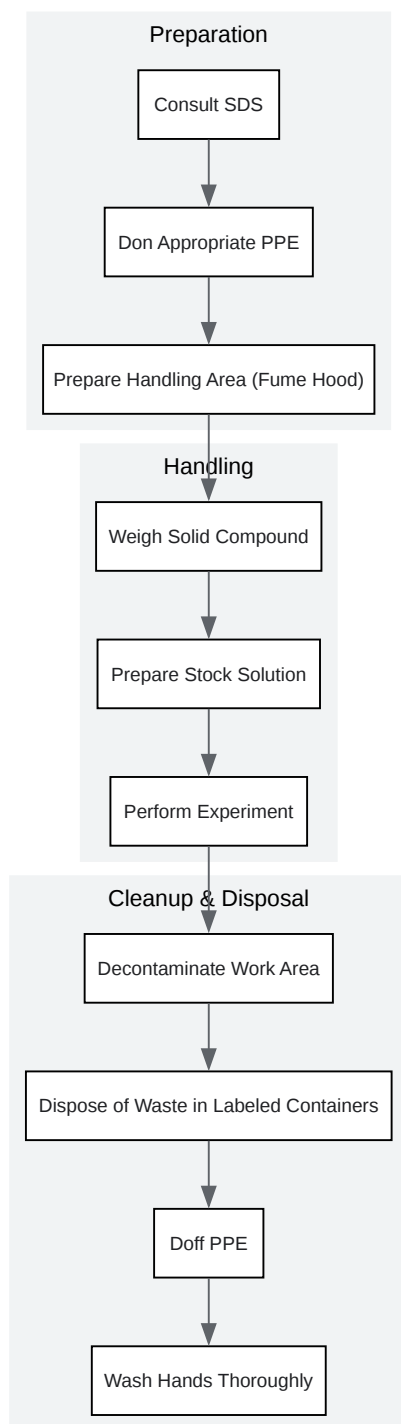 Preparation
Consult SDS
Don Appropriate PPE
Prepare Handling Area (Fume Hood)
Handling
Weigh Solid Compound
Prepare Stock Solution
Perform Experiment
Cleanup & Disposal
Decontaminate Work Area
Dispose of Waste in Labeled Containers
Doff PPE
Wash Hands Thoroughly